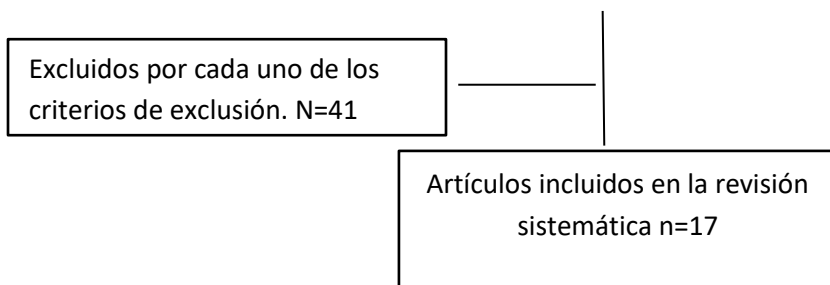 Excluidos por cada uno de los
criterios de exclusión. N=41
Artículos incluidos en la revisión
sistemática n=17